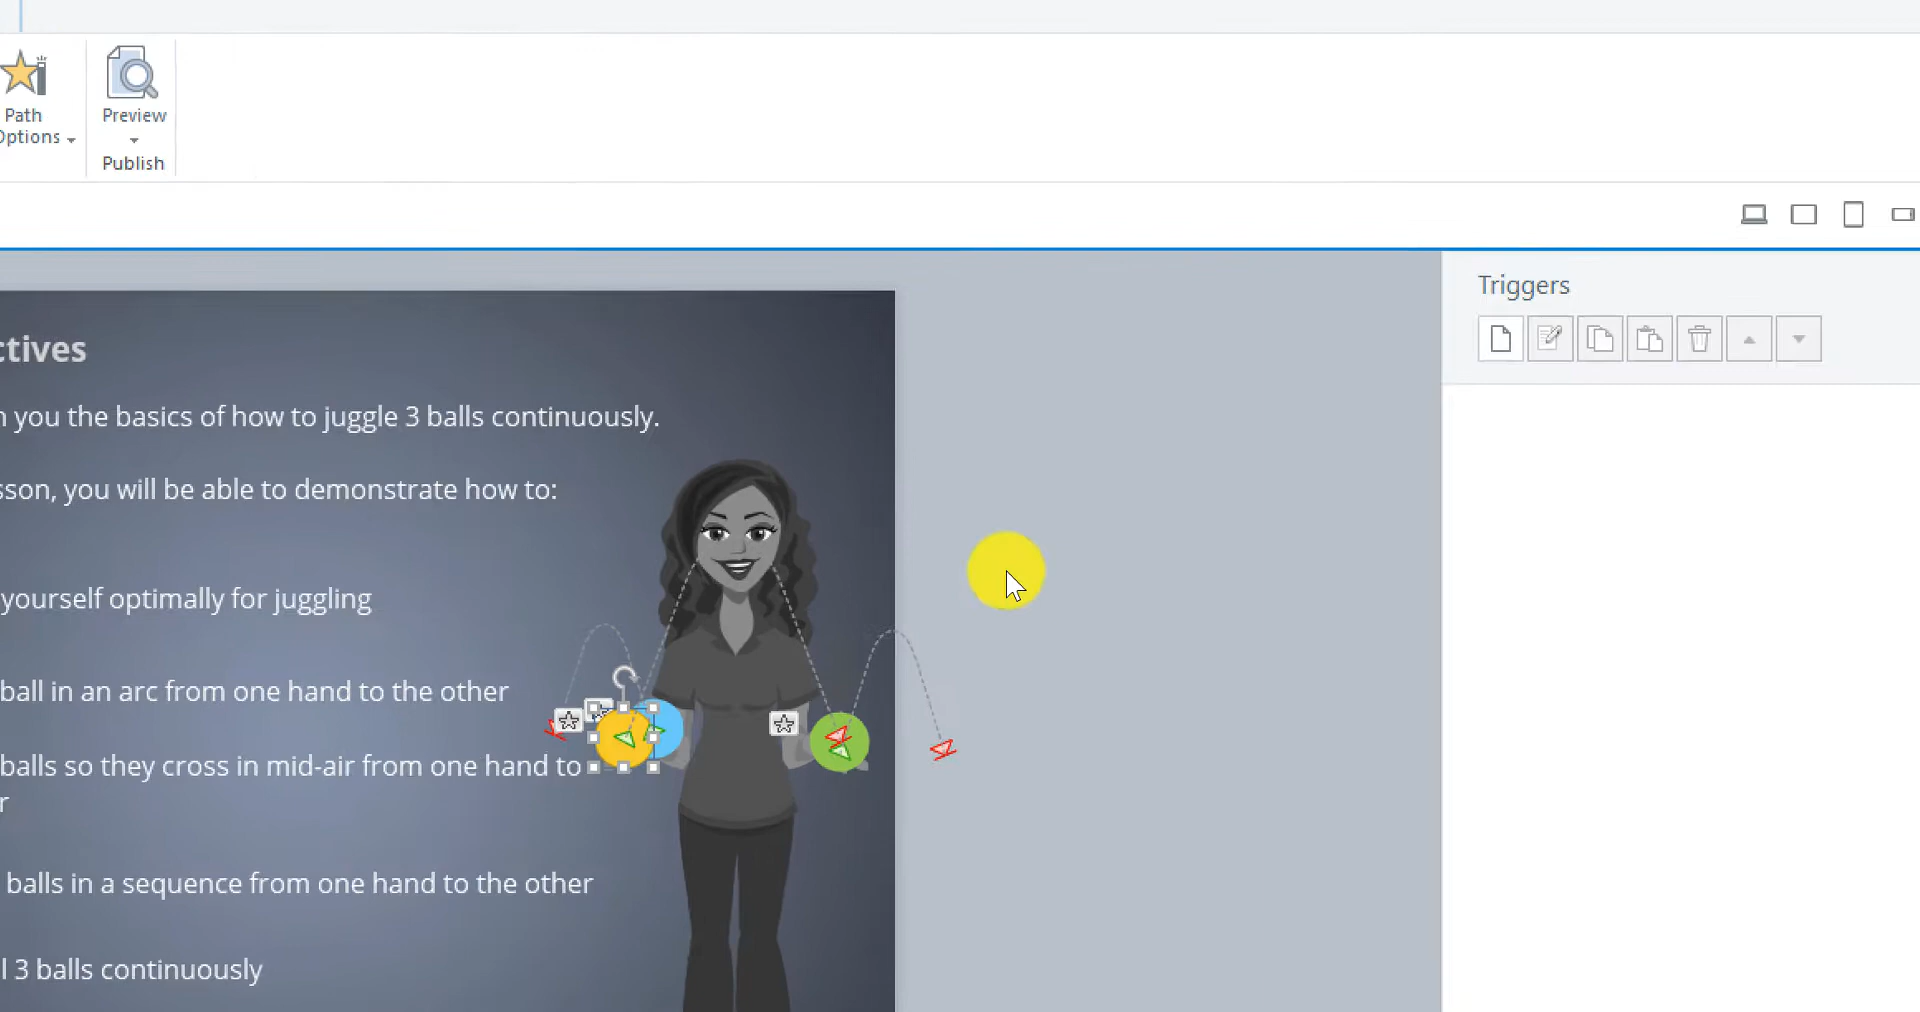 Path
Options
Preview
Publish
Triggers
ctives
you the basics of how to juggle 3 balls continuously.
sson, you will be able to demonstrate how to:
yourself optimally for juggling
ball in an arc from one hand to the other
balls so they cross in mid-air from one hand to
r
balls in a sequence from one hand to the other
l 3 balls continuously